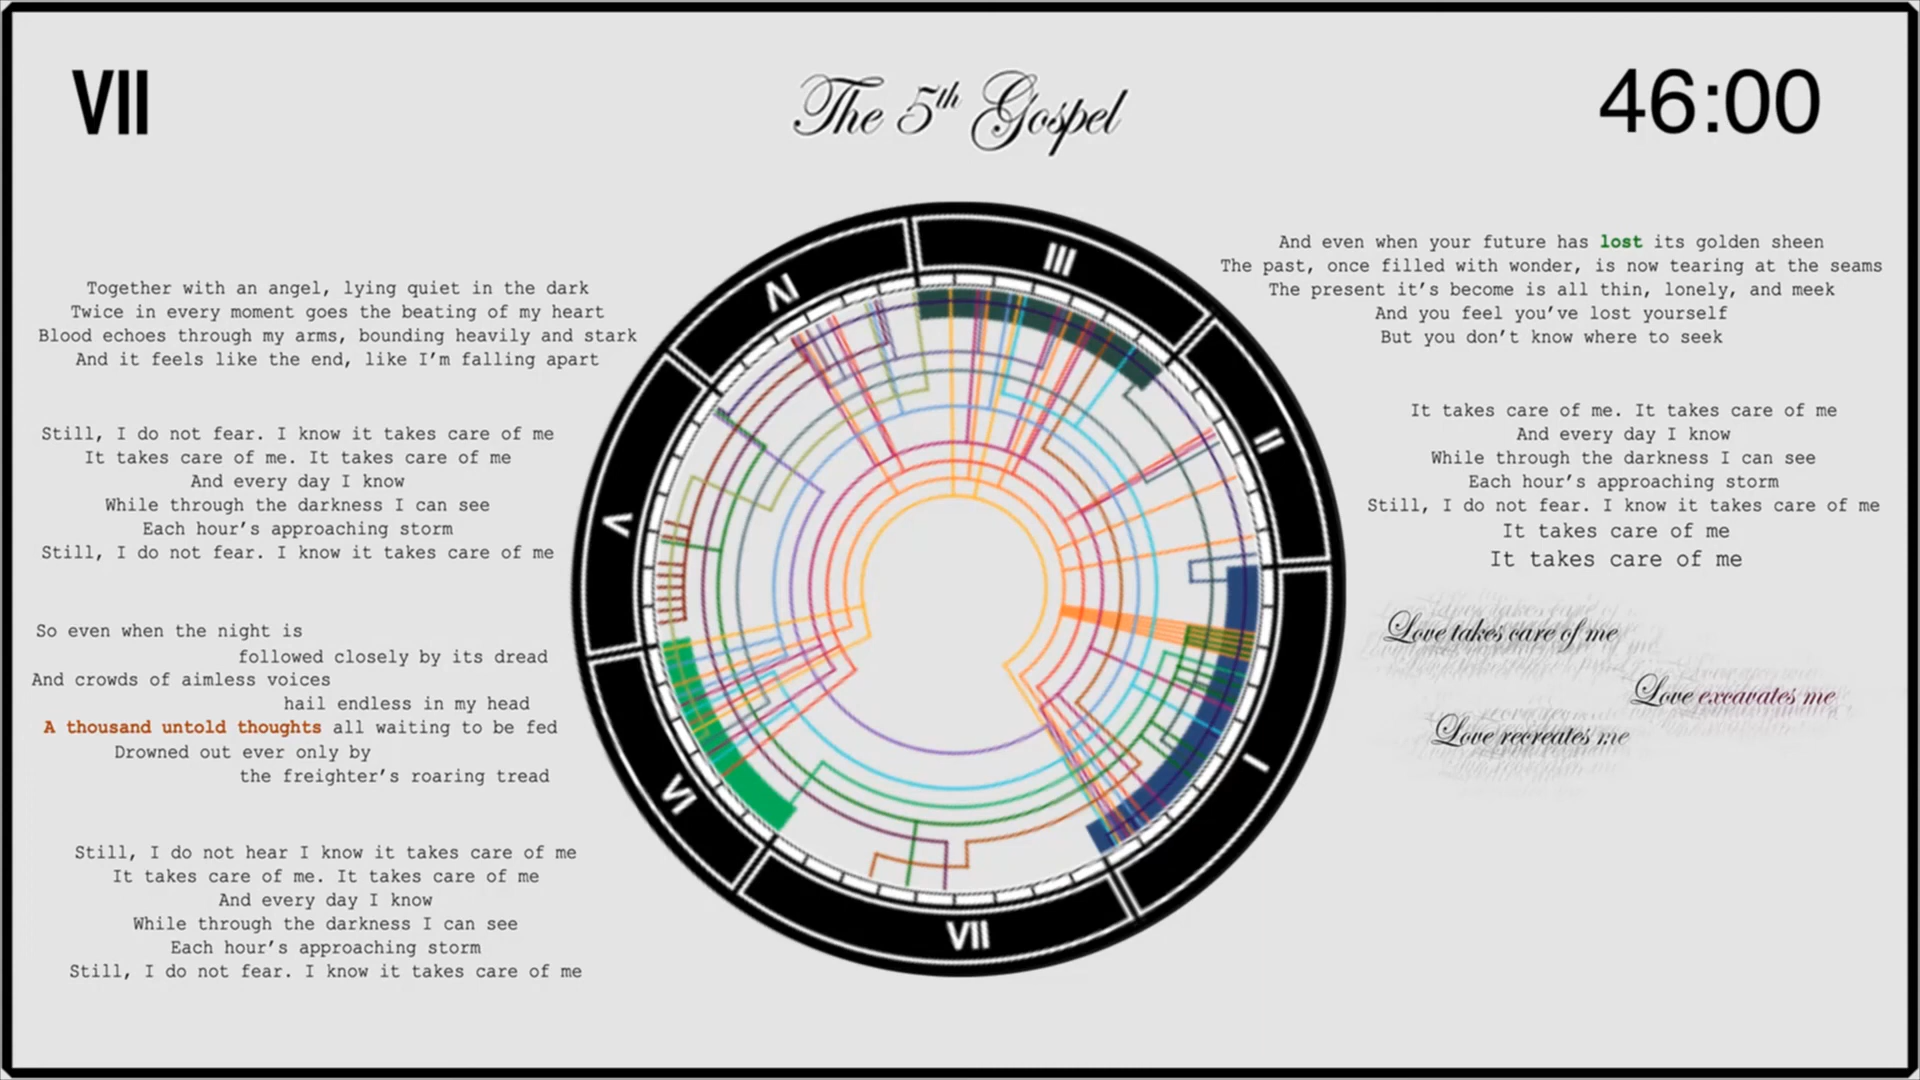 VII
The 5th Gospel
46:00
Together with an angel, lying quiet in the dark
Twice in every moment goes the beating of my heart
Blood echoes through my arms, bounding heavily and stark
And it feels like the end, like I'm falling apart
Still, I do not fear. I know it takes care of me
It takes care of me. It takes care of me
And every day I know
While through the darkness I can see
Each hour's approaching storm
Still, I do not fear. I know it takes care of me
So even when the night is
followed closely by its dread
And crowds of aimless voices
hail endless in my head
A thousand untold thoughts all waiting to be fed
Drowned out ever only by
the freighter's roaring tread
Still, I do not hear I know it takes care of me
It takes care of me. It takes care of me
And every day I know
While through the darkness I can see
Each hour's approaching storm
Still, I do not fear. I know it takes care of me
III
IV
II
V
I
VI
VII
And even when your future has lost its golden sheen
The past, once filled with wonder, is now tearing at the seams
The present it's become is all thin, lonely, and meek
And you feel you've lost yourself
But you don't know where to seek
It takes care of me. It takes care of me
And every day I know
While through the darkness I can see
Each hour's approaching storm
Still, I do not fear. I know it takes care of me
It takes care of me
It takes care of me
Love takes care of me
Love excavates me
Love recreates me